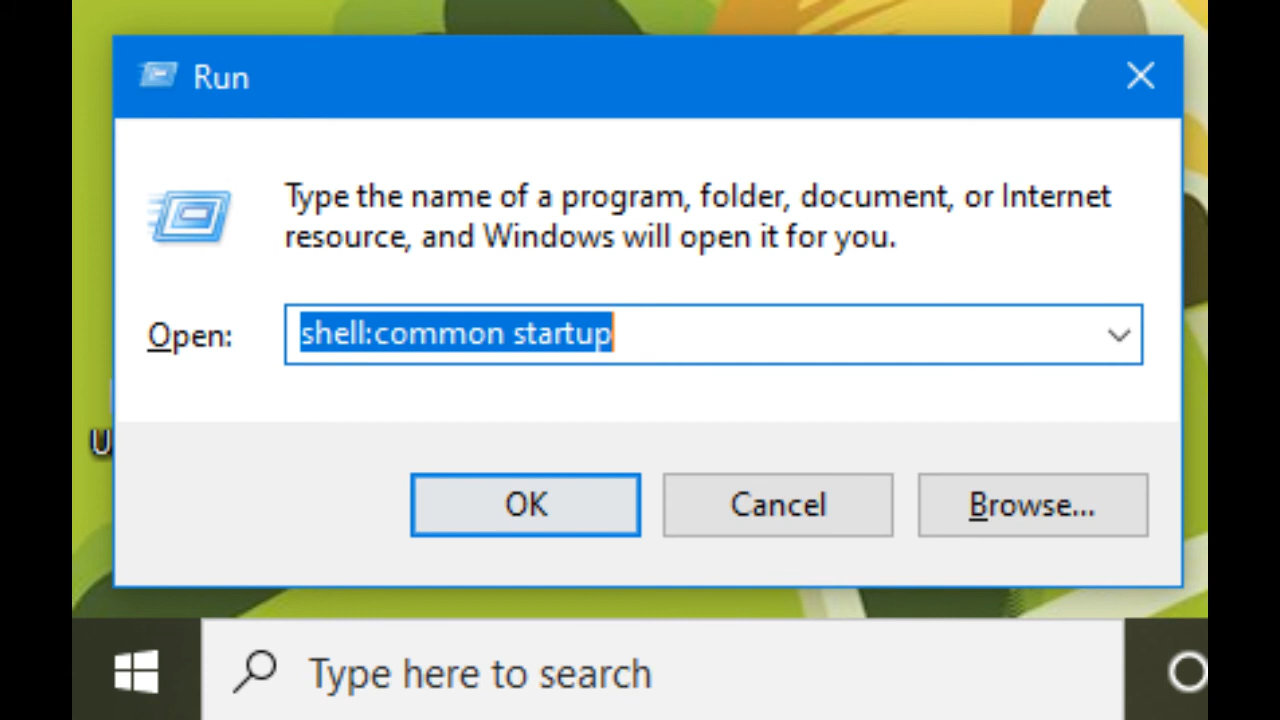 Run
Type the name of a program, folder, document, or Internet
resource, and Windows will open it for you.
Open:
shell:common startup
U
OK
Cancel
Browse...
Type here to search